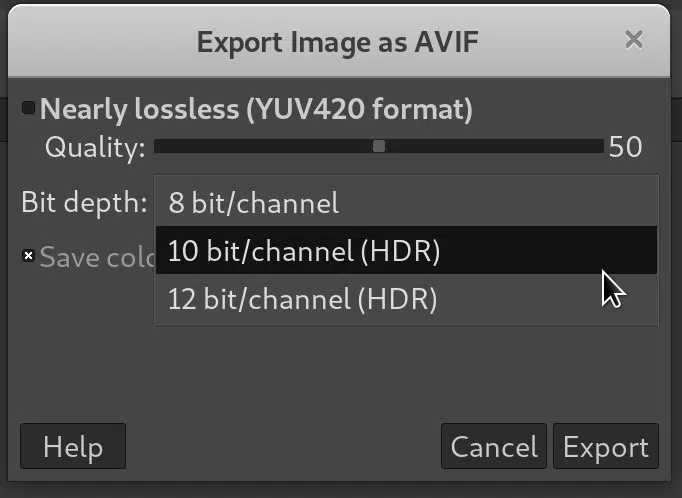 Export Image as AVIF
Nearly lossless (YUV420 format)
Quality: 50
Bit depth: 8 bit/channel
Save colo 10 bit/channel (HDR)
12 bit/channel (HDR)
Help Cancel Export